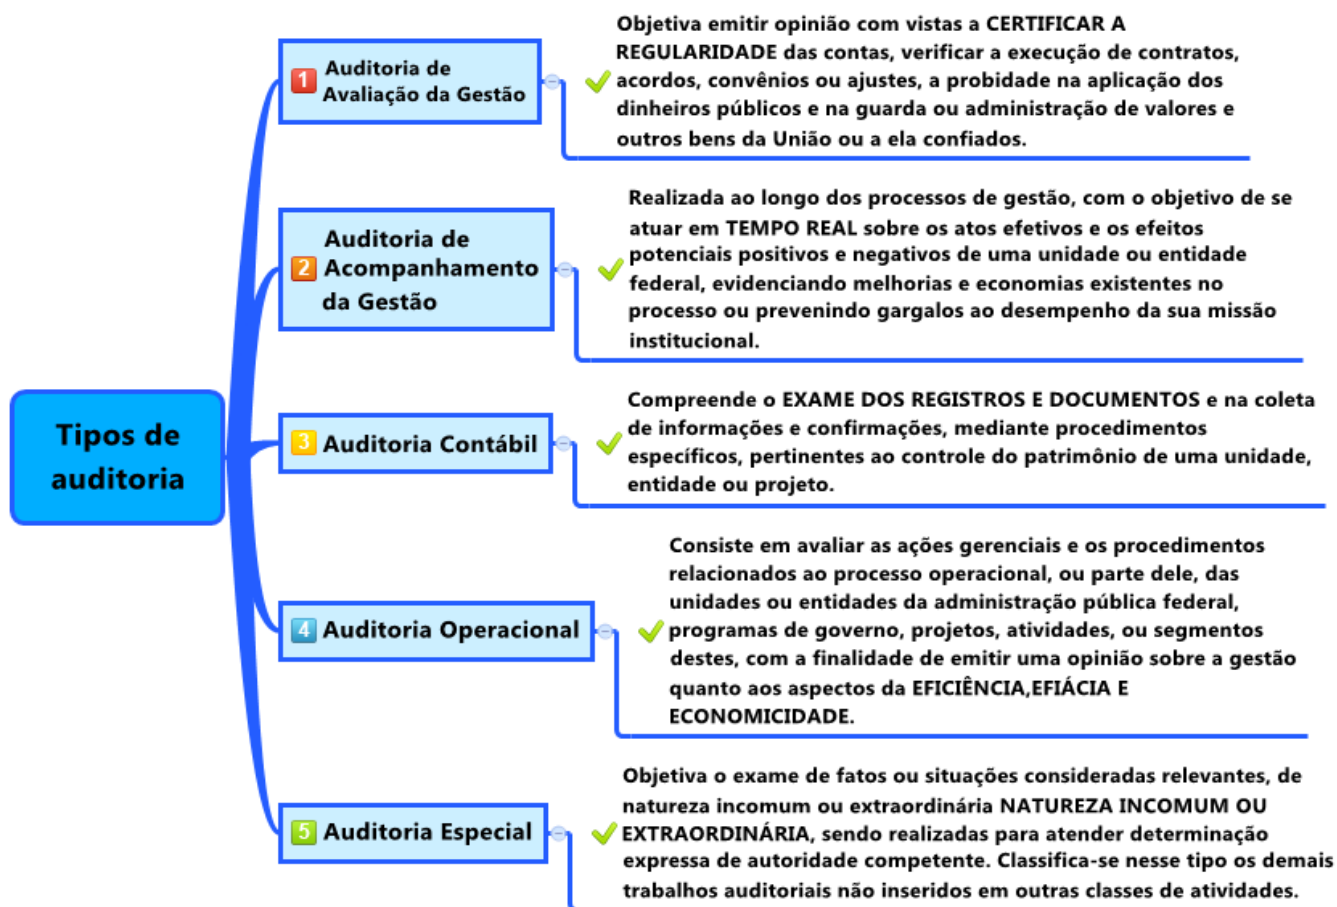 Tipos de
auditoria
1 Auditoria de
Avaliação da Gestão
Objetiva emitir opinião com vistas a CERTIFICAR A
REGULARIDADE das contas, verificar a execução de contratos,
acordos, convênios ou ajustes, a probidade na aplicação dos
dinheiros públicos e na guarda ou administração de valores e
outros bens da União ou a ela confiados.
2 Auditoria de
Acompanhamento
da Gestão
Realizada ao longo dos processos de gestão, com o objetivo de se
atuar em TEMPO REAL sobre os atos efetivos e os efeitos
potenciais positivos e negativos de uma unidade ou entidade
federal, evidenciando melhorias e economias existentes no
processo ou prevenindo gargalos ao desempenho da sua missão
institucional.
3 Auditoria Contábil
Compreende o EXAME DOS REGISTROS E DOCUMENTOS e na coleta
de informações e confirmações, mediante procedimentos
específicos, pertinentes ao controle do patrimônio de uma unidade,
entidade ou projeto.
4 Auditoria Operacional
Consiste em avaliar as ações gerenciais e os procedimentos
relacionados ao processo operacional, ou parte dele, das
unidades ou entidades da administração pública federal,
programas de governo, projetos, atividades, ou segmentos
destes, com a finalidade de emitir uma opinião sobre a gestão
quanto aos aspectos da EFICIÊNCIA,EFIÁCIA E
ECONOMICIDADE.
5 Auditoria Especial
Objetiva o exame de fatos ou situações consideradas relevantes, de
natureza incomum ou extraordinária NATUREZA INCOMUM OU
EXTRAORDINÁRIA, sendo realizadas para atender determinação
expressa de autoridade competente. Classifica-se nesse tipo os demais
trabalhos auditoriais não inseridos em outras classes de atividades.